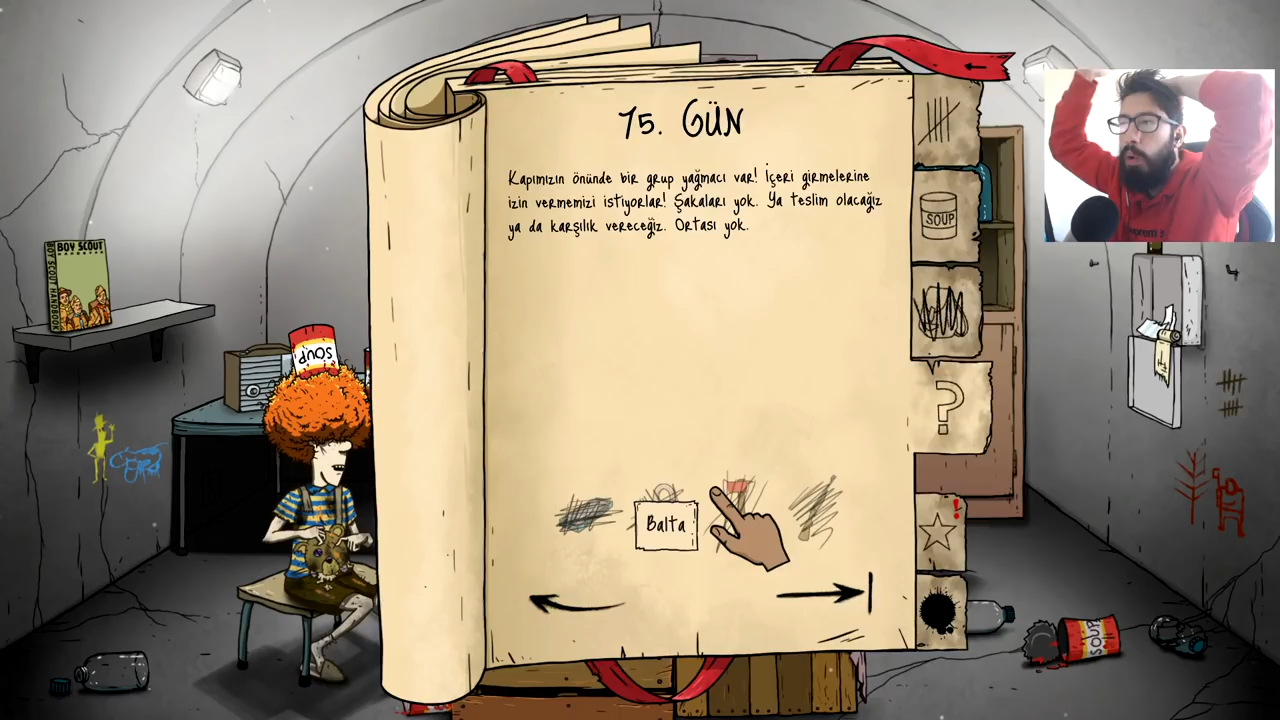 75. GÜN
Kapımızın önünde bir grup yağmacı var! İçeri girmelerine
izin vermemizi istiyorlar! Şakaları yok. Ya teslim olacağız
ya da karşılık vereceğiz. Ortası yok.
Balta
SOUP
BOY SCOUT
HANDBOOK
BOY SCOUT HANDBOOK
SOUP
SOUP